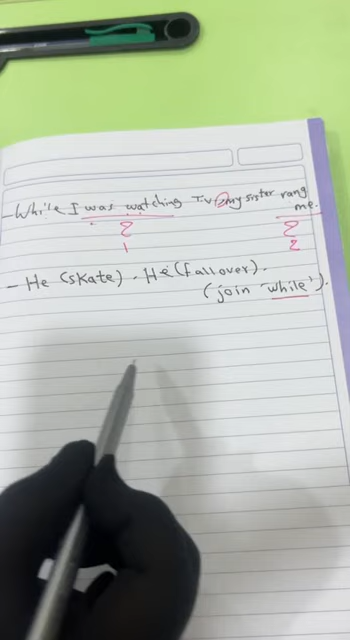 - While I was watching T.V, my sister rang
me.
1
2
- He (skate). He (fall over).
(join "while").